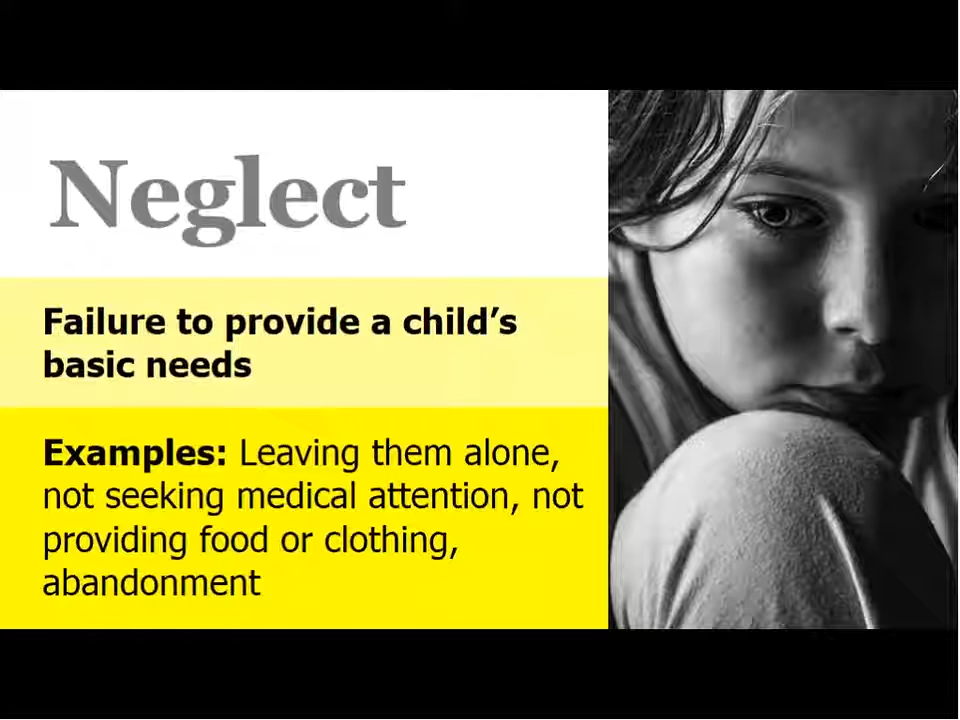 Neglect
Failure to provide a child’s
basic needs
Examples: Leaving them alone,
not seeking medical attention, not
providing food or clothing,
abandonment